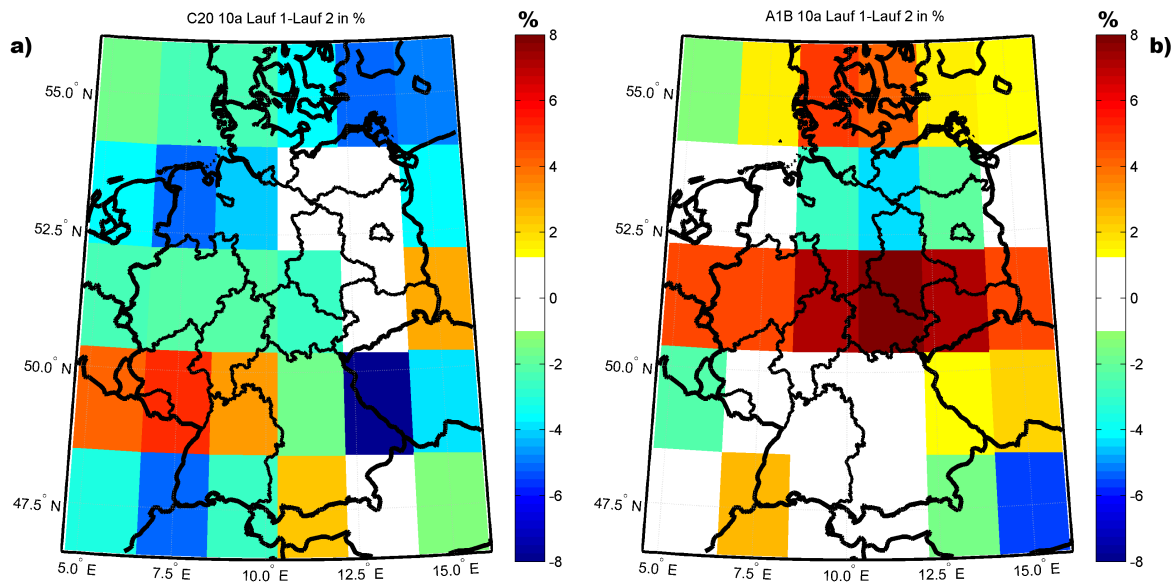 C20 10a Lauf 1-Lauf 2 in %
a)
%
8
6
4
2
0
-2
-4
-6
-8
55.0° N
52.5° N
50.0° N
47.5° N
5.0° E
7.5° E
10.0° E
12.5° E
15.0° E
A1B 10a Lauf 1-Lauf 2 in %
b)
%
8
6
4
2
0
-2
-4
-6
-8
55.0° N
52.5° N
50.0° N
47.5° N
5.0° E
7.5° E
10.0° E
12.5° E
15.0° E